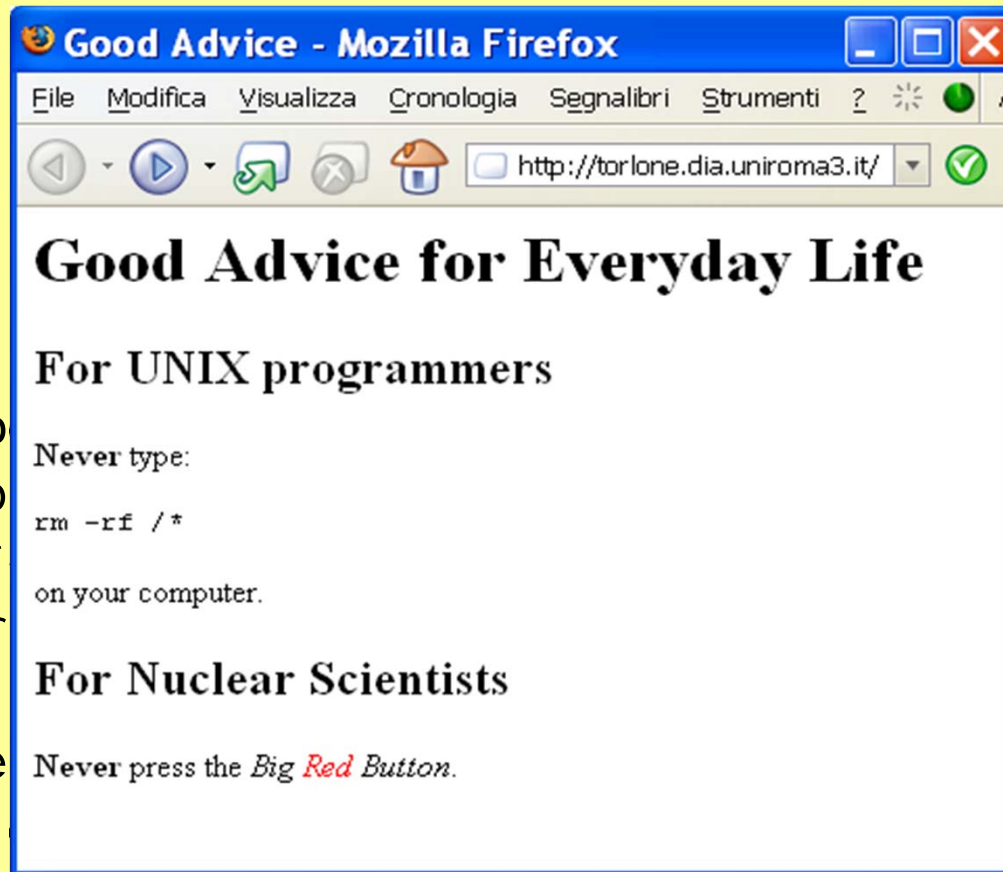 Good Advice - Mozilla Firefox
File Modifica Visualizza Cronologia Segnalibri Strumenti ?
http://torlone.dia.uniroma3.it/
Good Advice for Everyday Life
For UNIX programmers
Never type:
rm -rf /*
on your computer.
For Nuclear Scientists
Never press the Big Red Button.